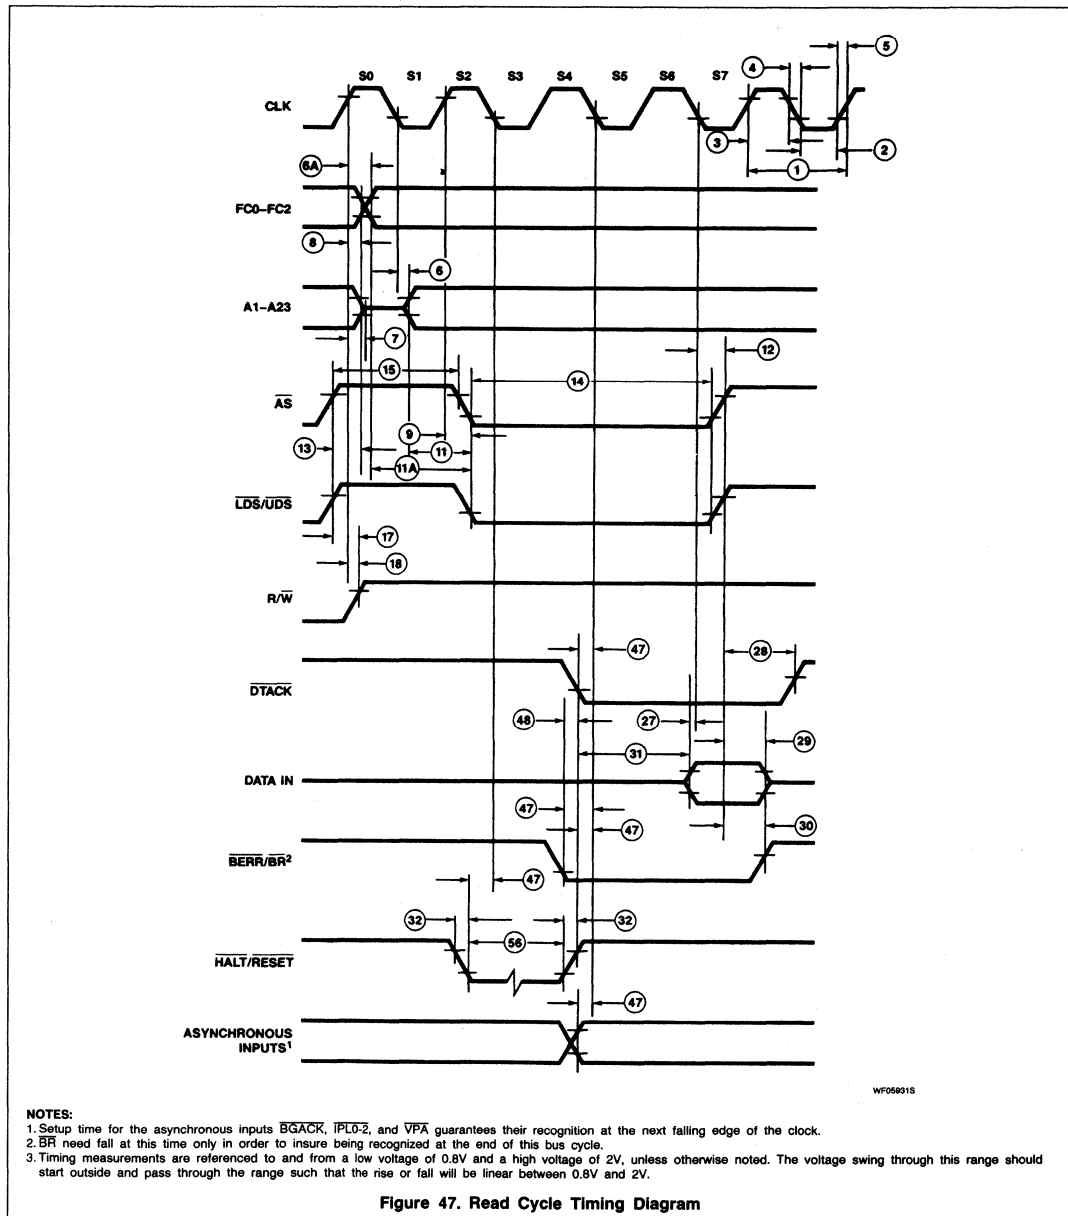 S0 S1 S2 S3 S4 S5 S6 S7
5
4
CLK
3
2
1
6A
FC0–FC2
8
6
A1–A23
7
12
15
14
AS
9
13
11
11A
LDS/UDS
17
18
R/W
47
28
DTACK
48
27
29
31
DATA IN
47
30
47
BERR/BR²
47
32
32
56
HALT/RESET
47
ASYNCHRONOUS
INPUTS¹
WF05931S
NOTES:
1. Setup time for the asynchronous inputs BGACK, IPL0-2, and VPA guarantees their recognition at the next falling edge of the clock.
2. BR need fall at this time only in order to insure being recognized at the end of this bus cycle.
3. Timing measurements are referenced to and from a low voltage of 0.8V and a high voltage of 2V, unless otherwise noted. The voltage swing through this range should
start outside and pass through the range such that the rise or fall will be linear between 0.8V and 2V.
Figure 47. Read Cycle Timing Diagram